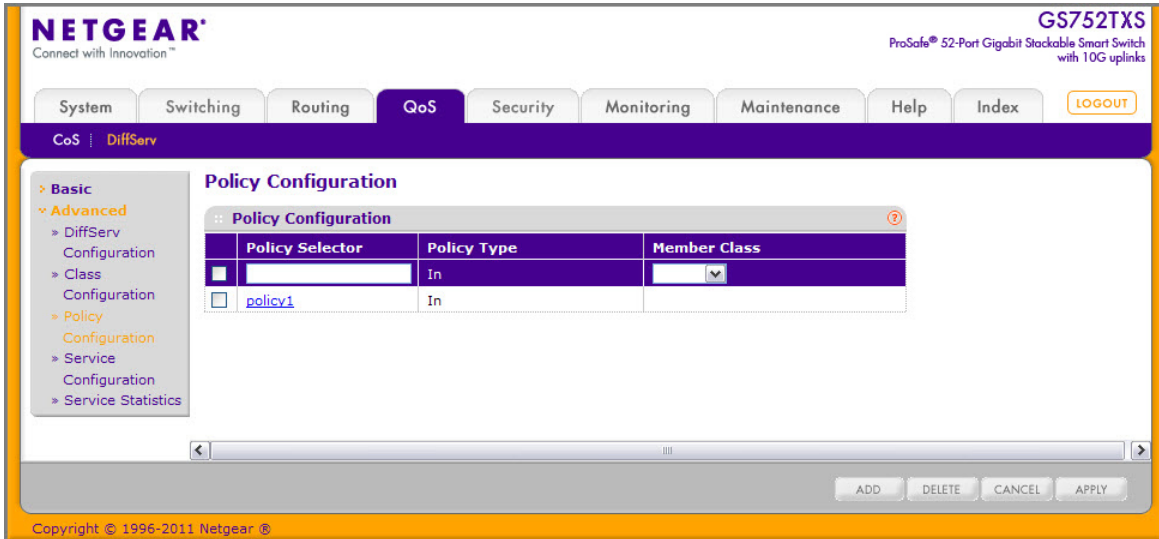 NETGEAR®
Connect with Innovation™
GS752TXS
ProSafe® 52-Port Gigabit Stackable Smart Switch
with 10G uplinks
System Switching Routing QoS Security Monitoring Maintenance Help Index LOGOUT
CoS DiffServ
Basic
Advanced
» DiffServ
Configuration
» Class
Configuration
» Policy
Configuration
» Service
Configuration
» Service Statistics
Policy Configuration
Policy Configuration ?
Policy Selector Policy Type Member Class
In
policy1 In
ADD DELETE CANCEL APPLY
Copyright © 1996-2011 Netgear ®